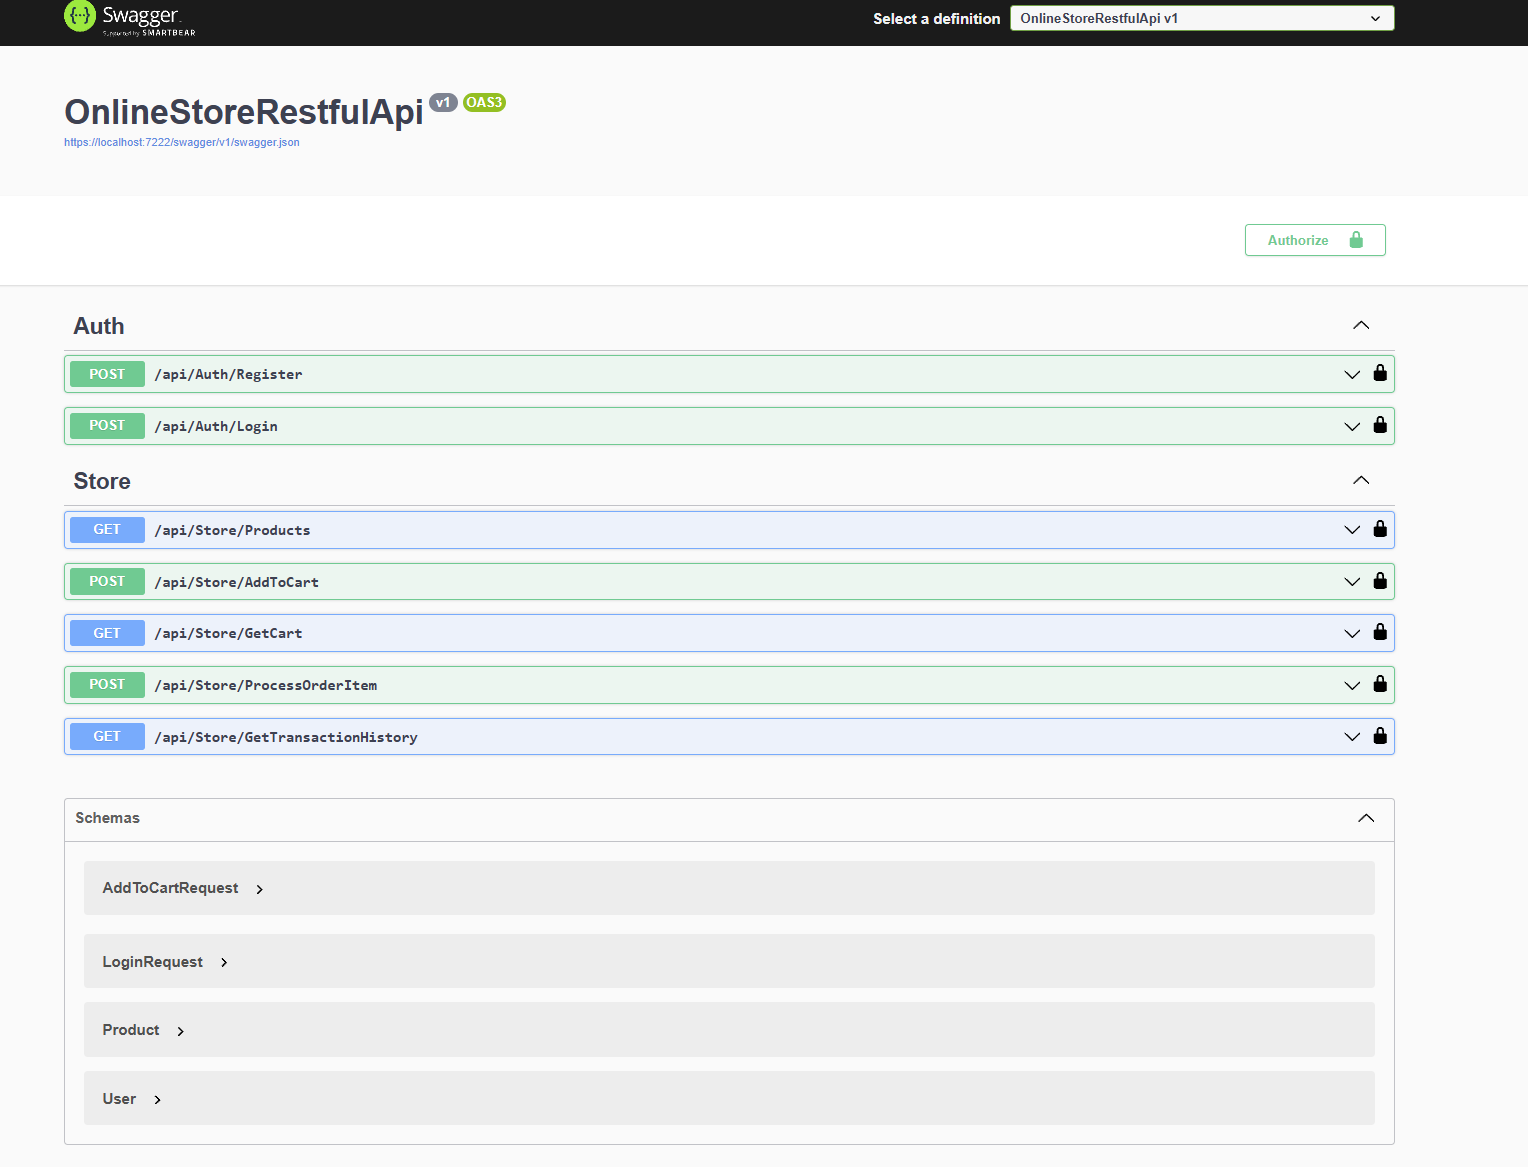 Swagger
Supported by SMARTBEAR
Select a definition
OnlineStoreRestfulApi v1
OnlineStoreRestfulApi v1 OAS3
https://localhost:7222/swagger/v1/swagger.json
Authorize
Auth
POST /api/Auth/Register
POST /api/Auth/Login
Store
GET /api/Store/Products
POST /api/Store/AddToCart
GET /api/Store/GetCart
POST /api/Store/ProcessOrderItem
GET /api/Store/GetTransactionHistory
Schemas
AddToCartRequest
LoginRequest
Product
User